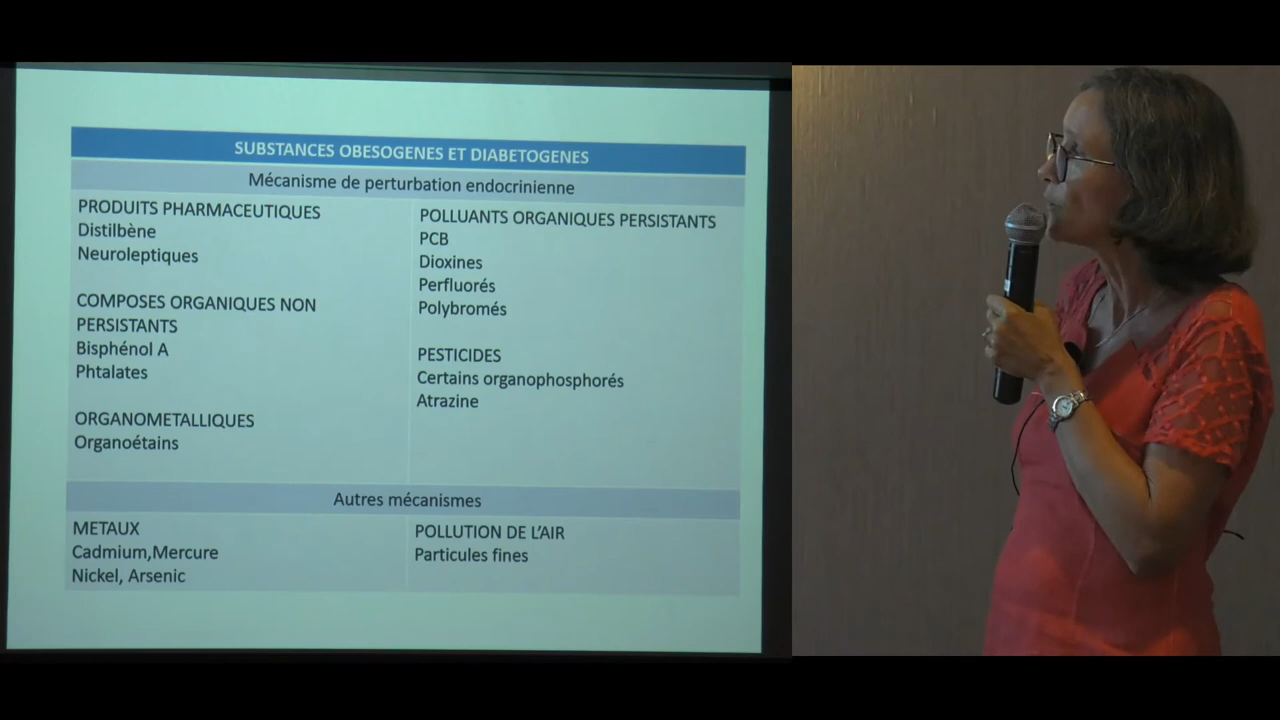 SUBSTANCES OBESOGENES ET DIABETOGENES
Mécanisme de perturbation endocrinienne
PRODUITS PHARMACEUTIQUES
Distilbène
Neuroleptiques
COMPOSES ORGANIQUES NON
PERSISTANTS
Bisphénol A
Phtalates
ORGANOMETALLIQUES
Organoétains
POLLUANTS ORGANIQUES PERSISTANTS
PCB
Dioxines
Perfluorés
Polybromés
PESTICIDES
Certains organophosphorés
Atrazine
Autres mécanismes
METAUX
Cadmium,Mercure
Nickel, Arsenic
POLLUTION DE L'AIR
Particules fines